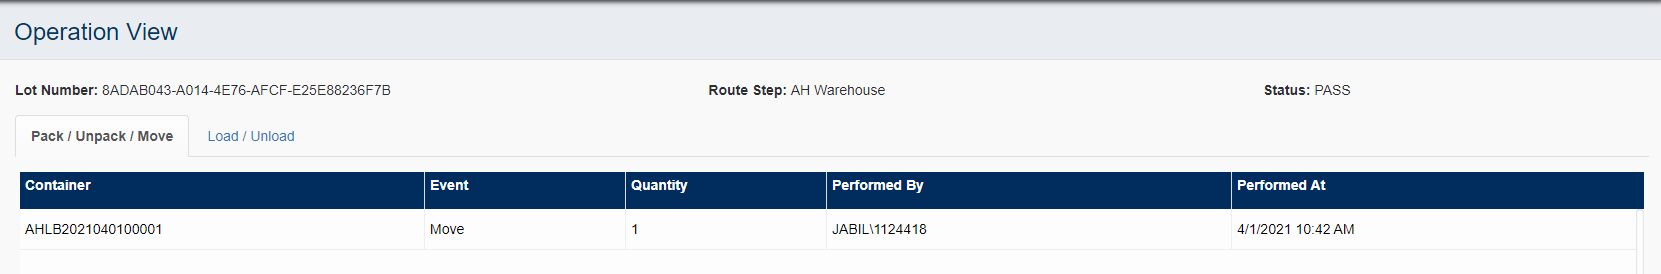 Operation View
Lot Number: 8ADAB043-A014-4E76-AFCF-E25E88236F7B Route Step: AH Warehouse Status: PASS
Pack / Unpack / Move Load / Unload
Container Event Quantity Performed By Performed At
AHLB2021040100001 Move 1 JABIL\1124418 4/1/2021 10:42 AM